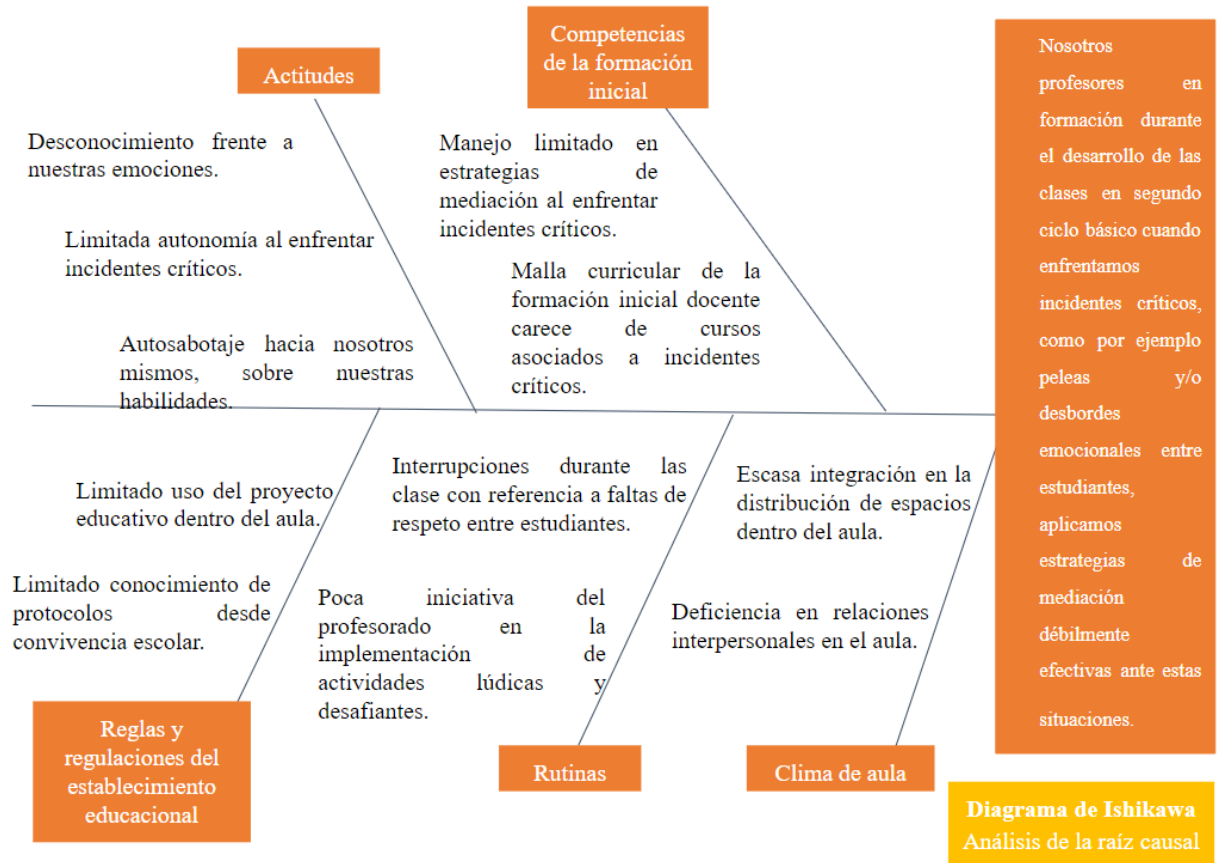 Actitudes
Desconocimiento frente a
nuestras emociones.
Limitada autonomía al enfrentar
incidentes críticos.
Autosabotaje hacia nosotros
mismos, sobre nuestras
habilidades.
Competencias
de la formación
inicial
Manejo limitado en
estrategias de
mediación al enfrentar
incidentes críticos.
Malla curricular de la
formación inicial docente
carece de cursos
asociados a incidentes
críticos.
Limitado uso del proyecto
educativo dentro del aula.
Limitado conocimiento de
protocolos desde
convivencia escolar.
Reglas y
regulaciones del
establecimiento
educacional
Interrupciones durante las
clase con referencia a faltas de
respeto entre estudiantes.
Poca iniciativa del
profesorado en la
implementación de
actividades lúdicas y
desafiantes.
Rutinas
Escasa integración en la
distribución de espacios
dentro del aula.
Deficiencia en relaciones
interpersonales en el aula.
Clima de aula
Nosotros
profesores en
formación durante
el desarrollo de las
clases en segundo
ciclo básico cuando
enfrentamos
incidentes críticos,
como por ejemplo
peleas y/o
desbordes
emocionales entre
estudiantes,
aplicamos
estrategias de
mediación
débilmente
efectivas ante estas
situaciones.
Diagrama de Ishikawa
Análisis de la raíz causal